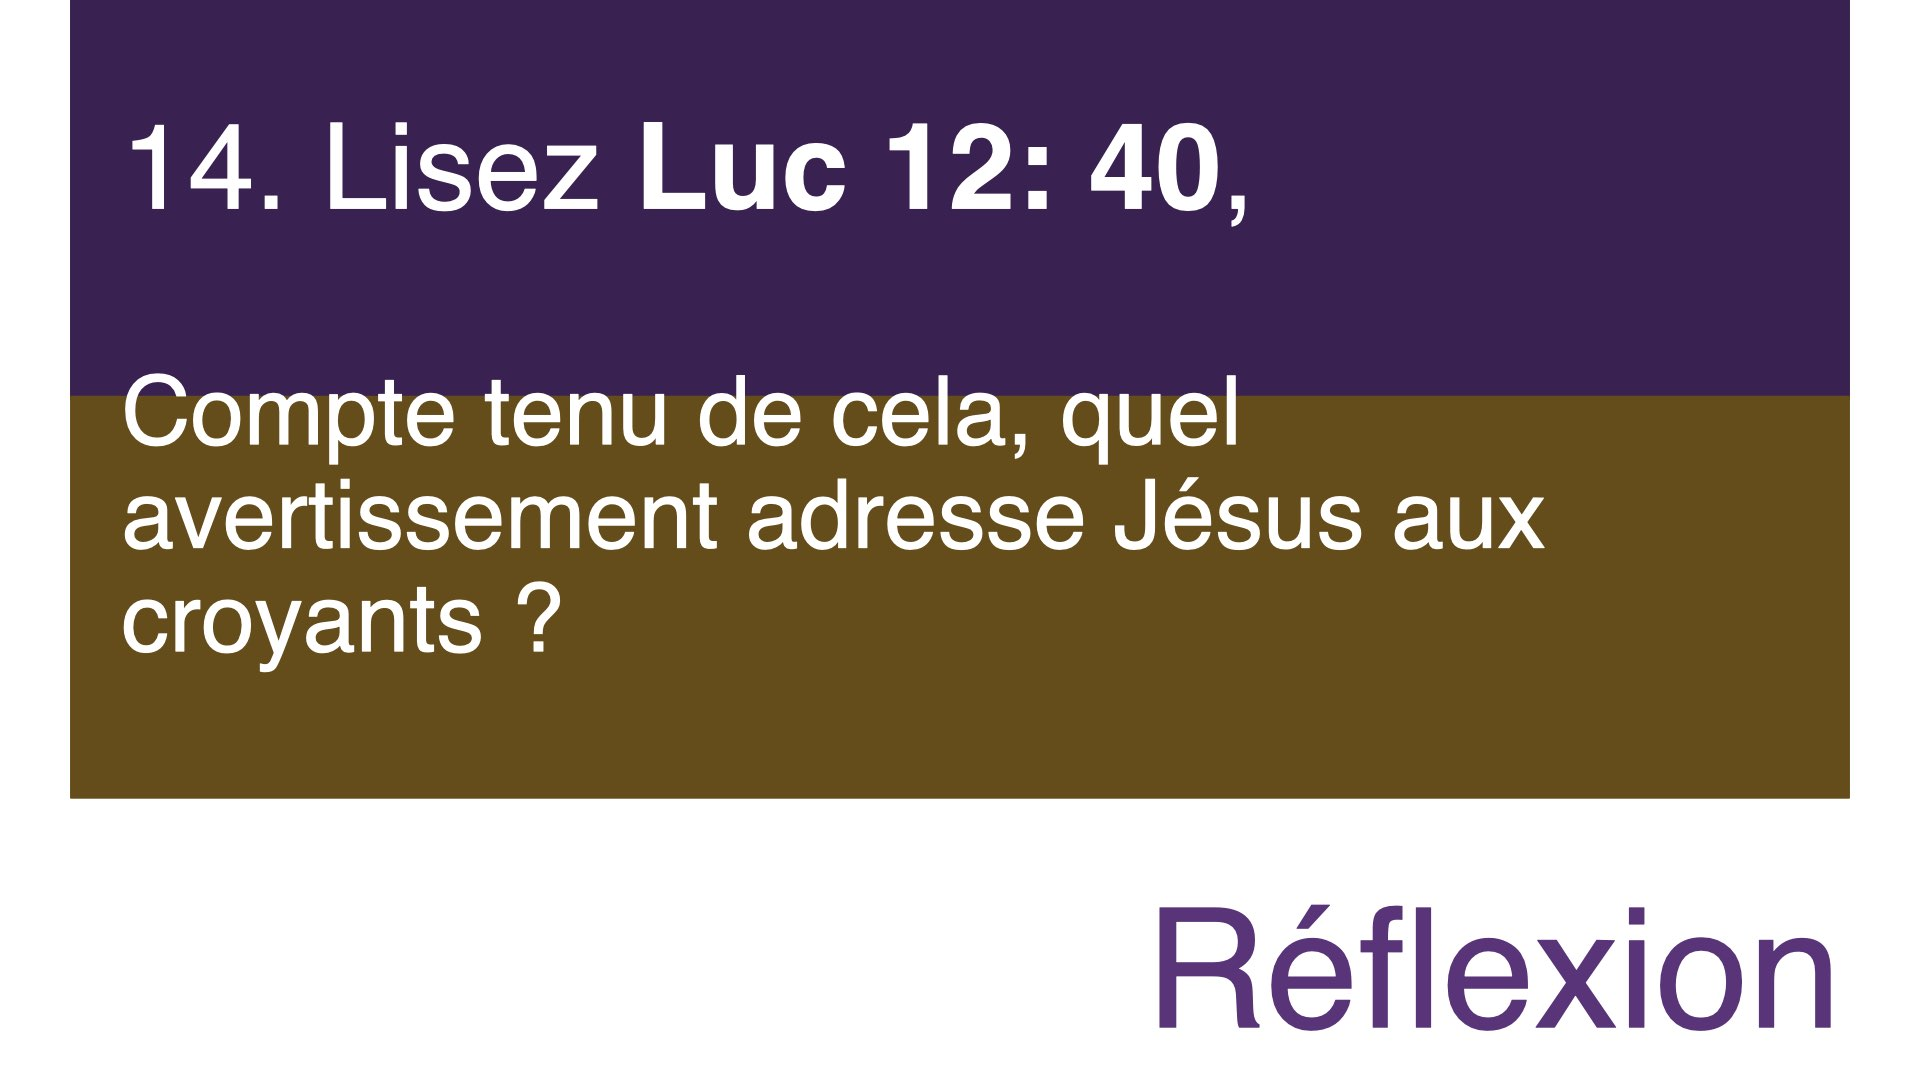 14. Lisez Luc 12: 40,
Compte tenu de cela, quel
avertissement adresse Jésus aux
croyants ?
Réflexion